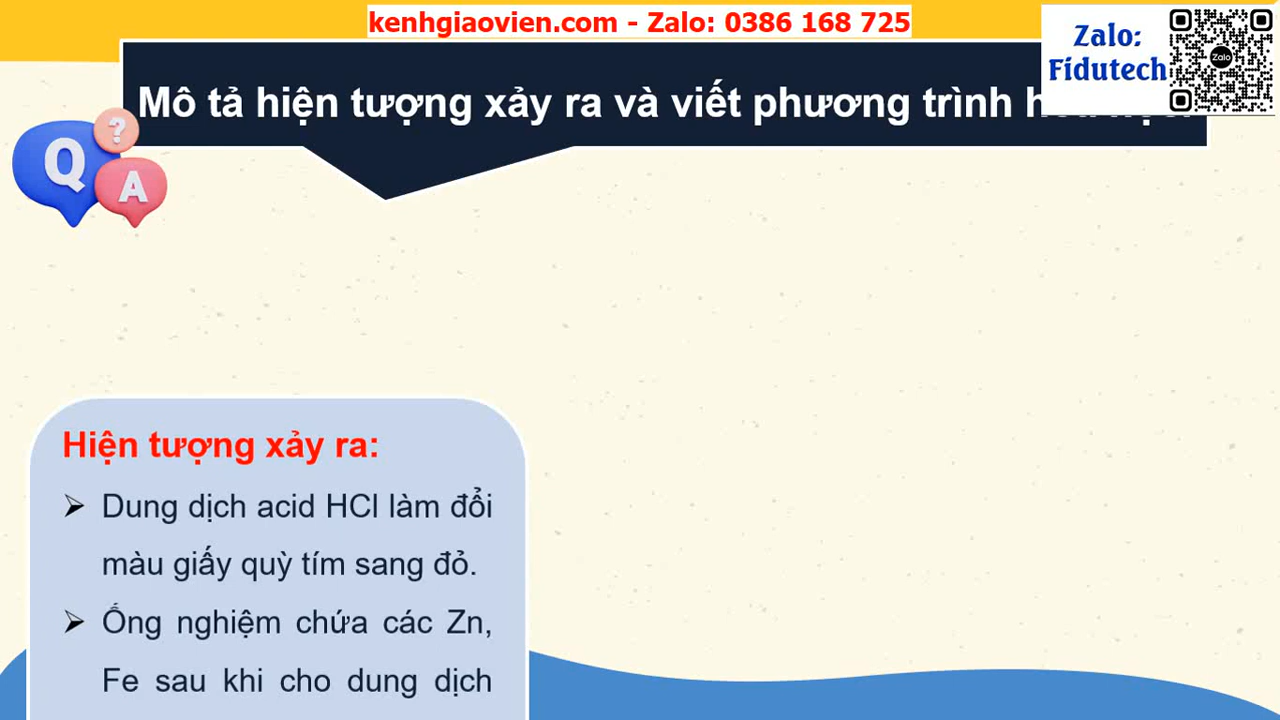 kenhgiaovien.com - Zalo: 0386 168 725
Zalo:
Fidutech
Zalo
Mô tả hiện tượng xảy ra và viết phương trình
Q
?
A
Hiện tượng xảy ra:
➢ Dung dịch acid HCl làm đổi
màu giấy quỳ tím sang đỏ.
➢ Ống nghiệm chứa các Zn,
Fe sau khi cho dung dịch